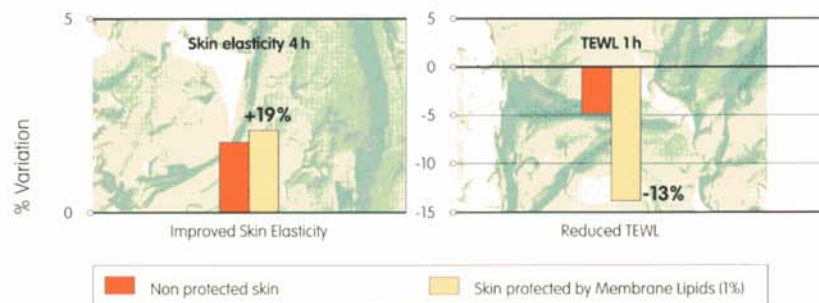 5
Skin elasticity 4 h
+19%
0
% Variation
Improved Skin Elasticity
5
TEWL 1 h
0
-5
-10
-15
-13%
Reduced TEWL
Non protected skin
Skin protected by Membrane Lipids (1%)